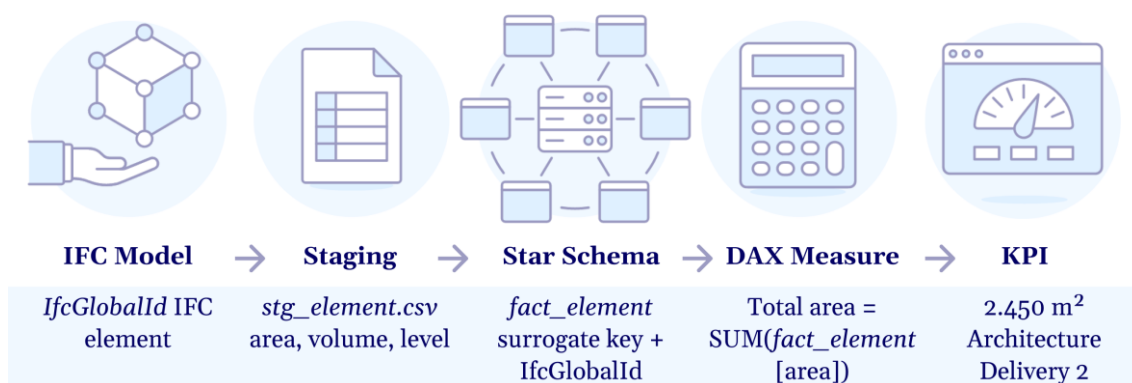 IFC Model → Staging → Star Schema → DAX Measure → KPI
IfcGlobalId IFC
element
stg_element.csv
area, volume, level
fact_element
surrogate key +
IfcGlobalId
Total area =
SUM(fact_element
[area])
2.450 m²
Architecture
Delivery 2